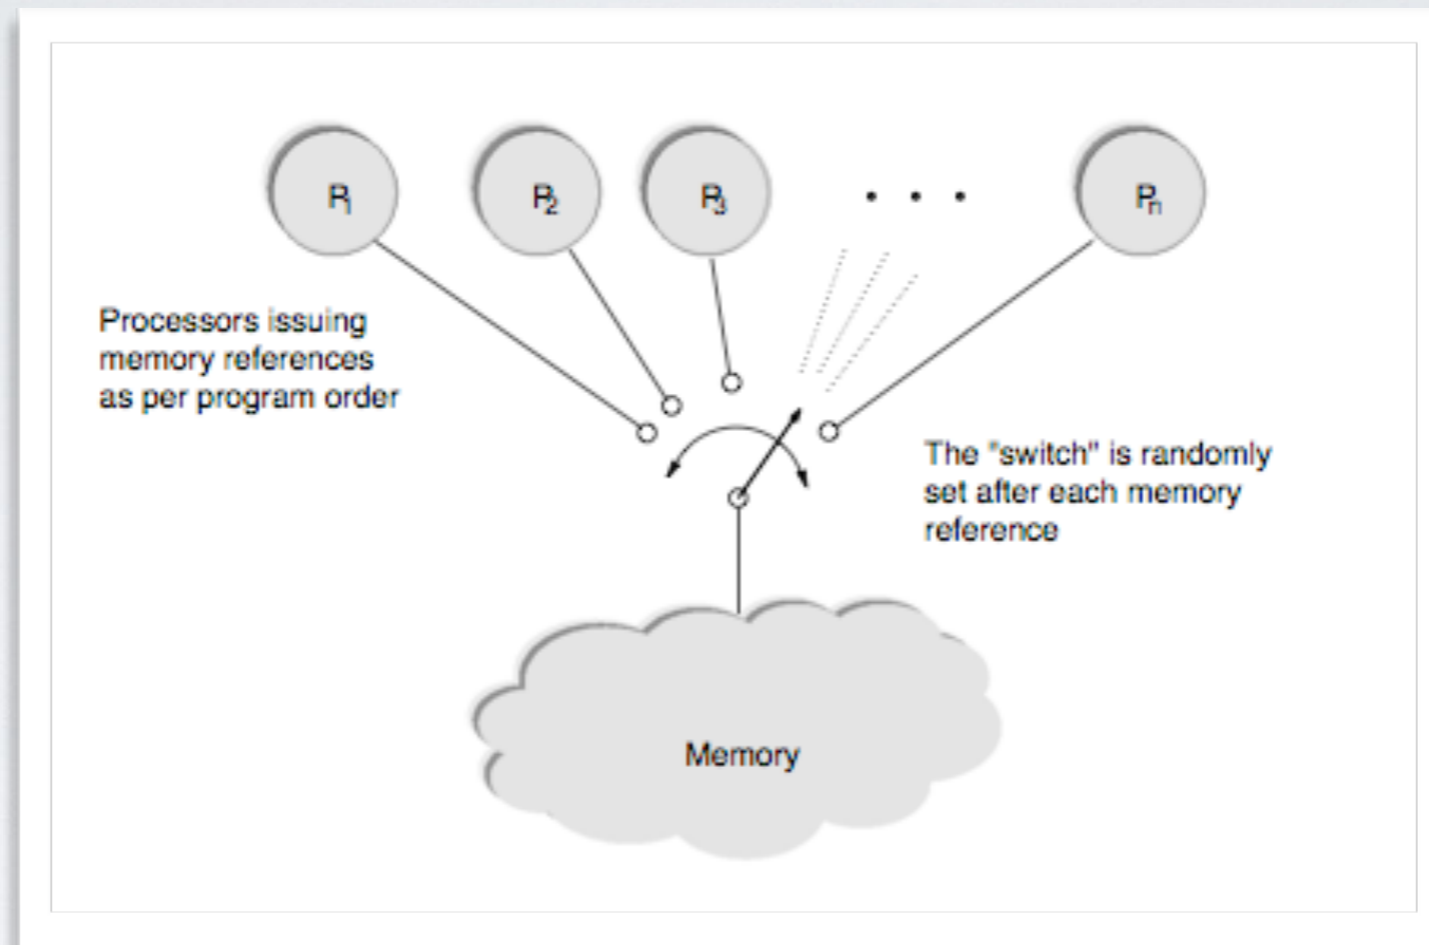 P1 P2 P3 . . . Pn
Processors issuing
memory references
as per program order
The "switch" is randomly
set after each memory
reference
Memory